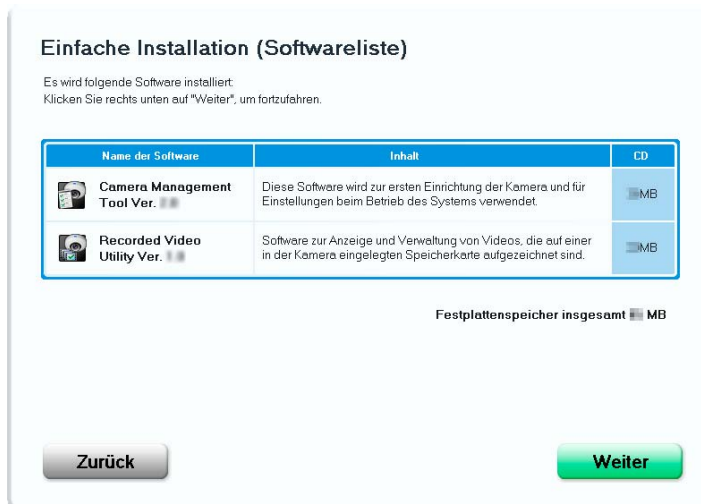 Einfache Installation (Softwareliste)
Es wird folgende Software installiert:
Klicken Sie rechts unten auf "Weiter", um fortzufahren.
Name der Software Inhalt CD
Camera Management
Tool Ver.
Diese Software wird zur ersten Einrichtung der Kamera und für
Einstellungen beim Betrieb des Systems verwendet.
MB
Recorded Video
Utility Ver.
Software zur Anzeige und Verwaltung von Videos, die auf einer
in der Kamera eingelegten Speicherkarte aufgezeichnet sind.
MB
Festplattenspeicher insgesamt MB
Zurück Weiter